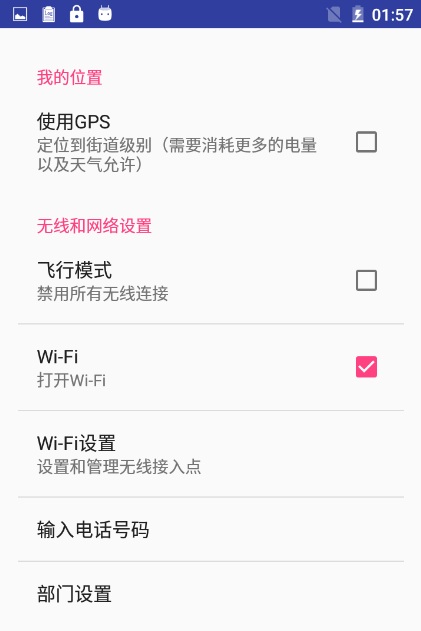 01:57
我的位置
使用GPS
定位到街道级别（需要消耗更多的电量
以及天气允许）
无线和网络设置
飞行模式
禁用所有无线连接
Wi-Fi
打开Wi-Fi
Wi-Fi设置
设置和管理无线接入点
输入电话号码
部门设置